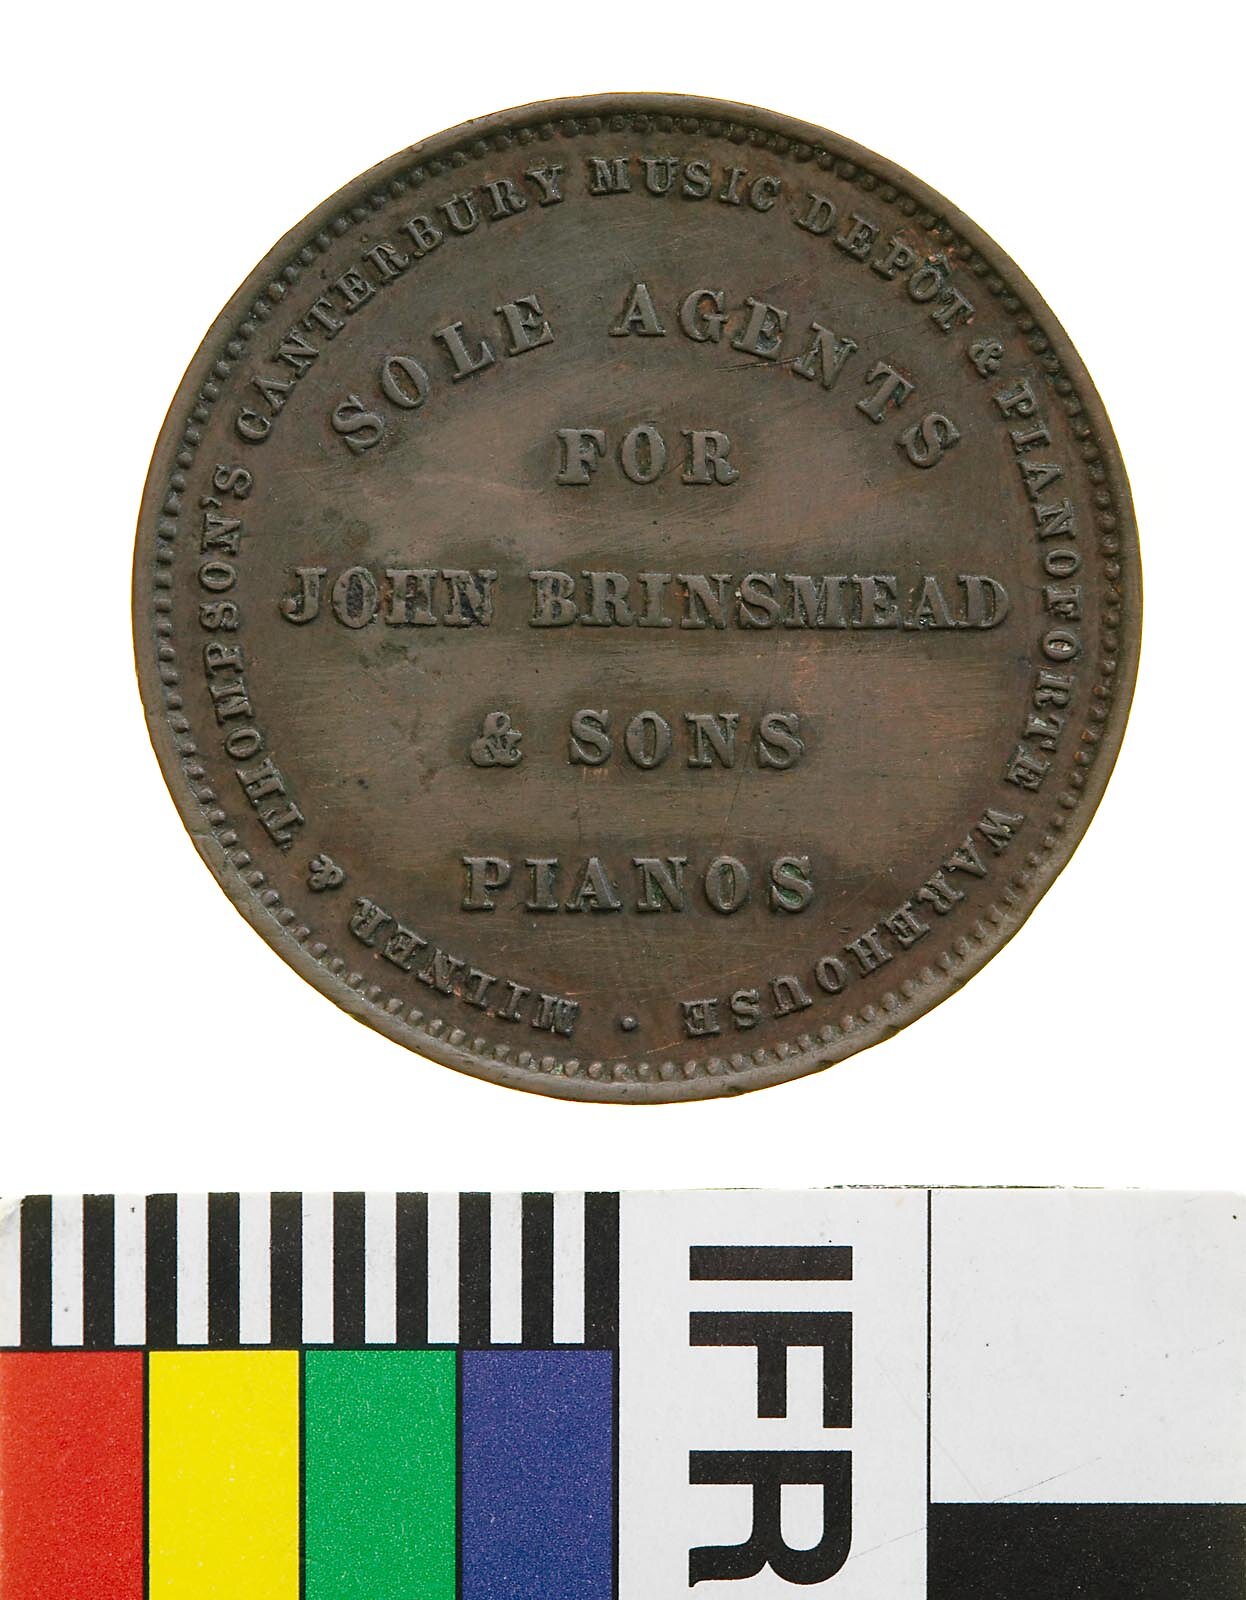 MILNER & THOMPSON'S CANTERBURY MUSIC DEPÔT & PIANOFORTE WAREHOUSE •
SOLE AGENTS
FOR
JOHN BRINSMEAD
& SONS
PIANOS
IFR